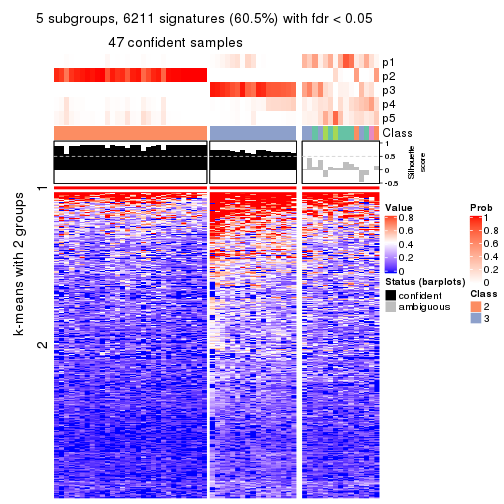 5 subgroups, 6211 signatures (60.5%) with fdr < 0.05
47 confident samples
p1
p2
p3
p4
p5
Class
1
0.5
0
-0.5
Silhouette
score
k-means with 2 groups
1
2
Value
0.8
0.6
0.4
0.2
0
Prob
1
0.8
0.6
0.4
0.2
0
Status (barplots)
confident
ambiguous
Class
2
3